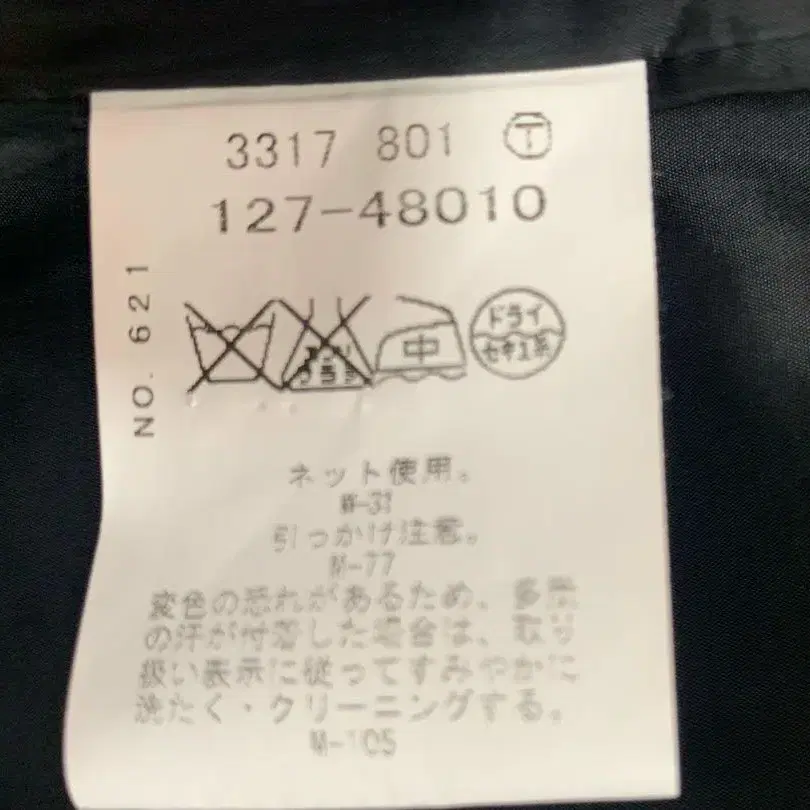 3317 801 T
127-48010
NO. 621
中
ドライ
セキユ系
ネット使用。
引っかけ注意。
M-77
変色の恐れがあるため、多量
の汗が付着した場合は、取り
扱い表示に従ってすみやかに
洗たく・クリーニングする。
M-105